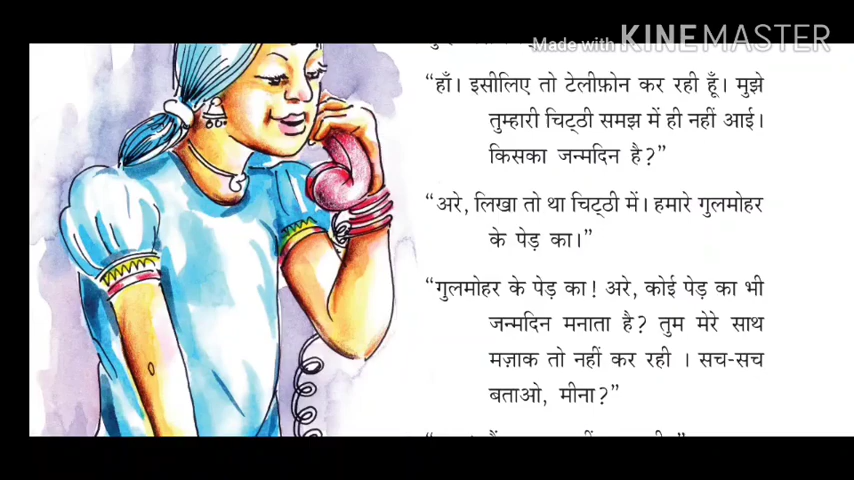 Made with KINEMASTER
“हाँ। इसीलिए तो टेलीफ़ोन कर रही हूँ। मुझे
तुम्हारी चिट्ठी समझ में ही नहीं आई।
किसका जन्मदिन है?”
“अरे, लिखा तो था चिट्ठी में। हमारे गुलमोहर
के पेड़ का।”
“गुलमोहर के पेड़ का! अरे, कोई पेड़ का भी
जन्मदिन मनाता है? तुम मेरे साथ
मज़ाक तो नहीं कर रही । सच-सच
बताओ, मीना?”